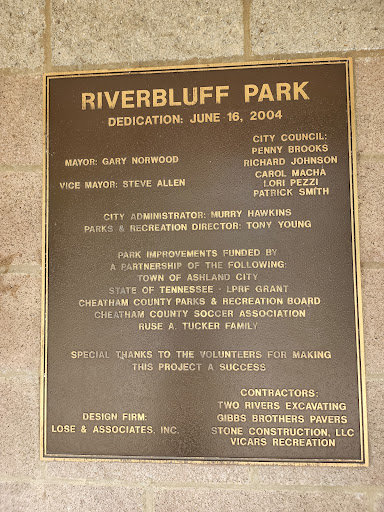 RIVERBLUFF PARK
DEDICATION: JUNE 16, 2004
MAYOR: GARY NORWOOD
VICE MAYOR: STEVE ALLEN
CITY COUNCIL:
PENNY BROOKS
RICHARD JOHNSON
CAROL MACHA
LORI PEZZI
PATRICK SMITH
CITY ADMINISTRATOR: MURRY HAWKINS
PARKS & RECREATION DIRECTOR: TONY YOUNG
PARK IMPROVEMENTS FUNDED BY
A PARTNERSHIP OF THE FOLLOWING:
TOWN OF ASHLAND CITY
STATE OF TENNESSEE - LPRF GRANT
CHEATHAM COUNTY PARKS & RECREATION BOARD
CHEATHAM COUNTY SOCCER ASSOCIATION
RUSE A. TUCKER FAMILY
SPECIAL THANKS TO THE VOLUNTEERS FOR MAKING
THIS PROJECT A SUCCESS
DESIGN FIRM:
LOSE & ASSOCIATES, INC.
CONTRACTORS:
TWO RIVERS EXCAVATING
GIBBS BROTHERS PAVERS
STONE CONSTRUCTION, LLC
VICARS RECREATION